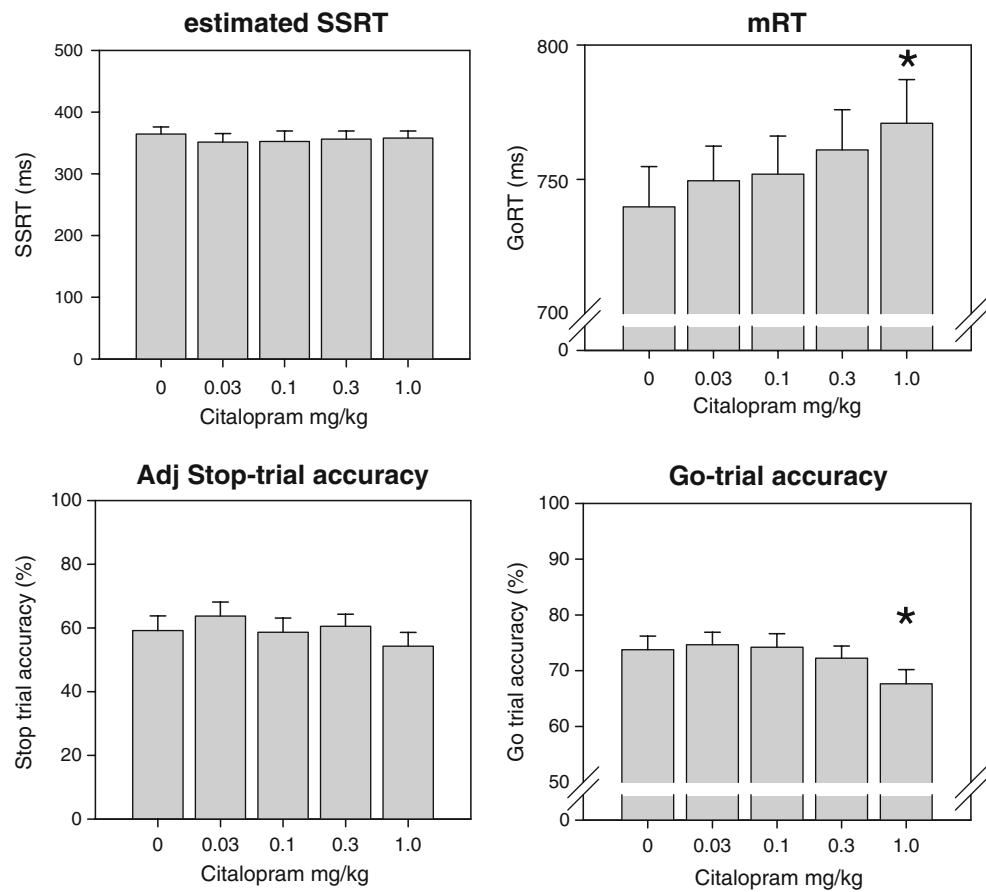 estimated SSRT
500
400
300
200
100
0
SSRT (ms)
0 0.03 0.1 0.3 1.0
Citalopram mg/kg
mRT
800
750
700
0
GoRT (ms)
*
0 0.03 0.1 0.3 1.0
Citalopram mg/kg
Adj Stop-trial accuracy
100
80
60
40
20
0
Stop trial accuracy (%)
0 0.03 0.1 0.3 1.0
Citalopram mg/kg
Go-trial accuracy
100
90
80
70
60
50
0
Go trial accuracy (%)
*
0 0.03 0.1 0.3 1.0
Citalopram mg/kg